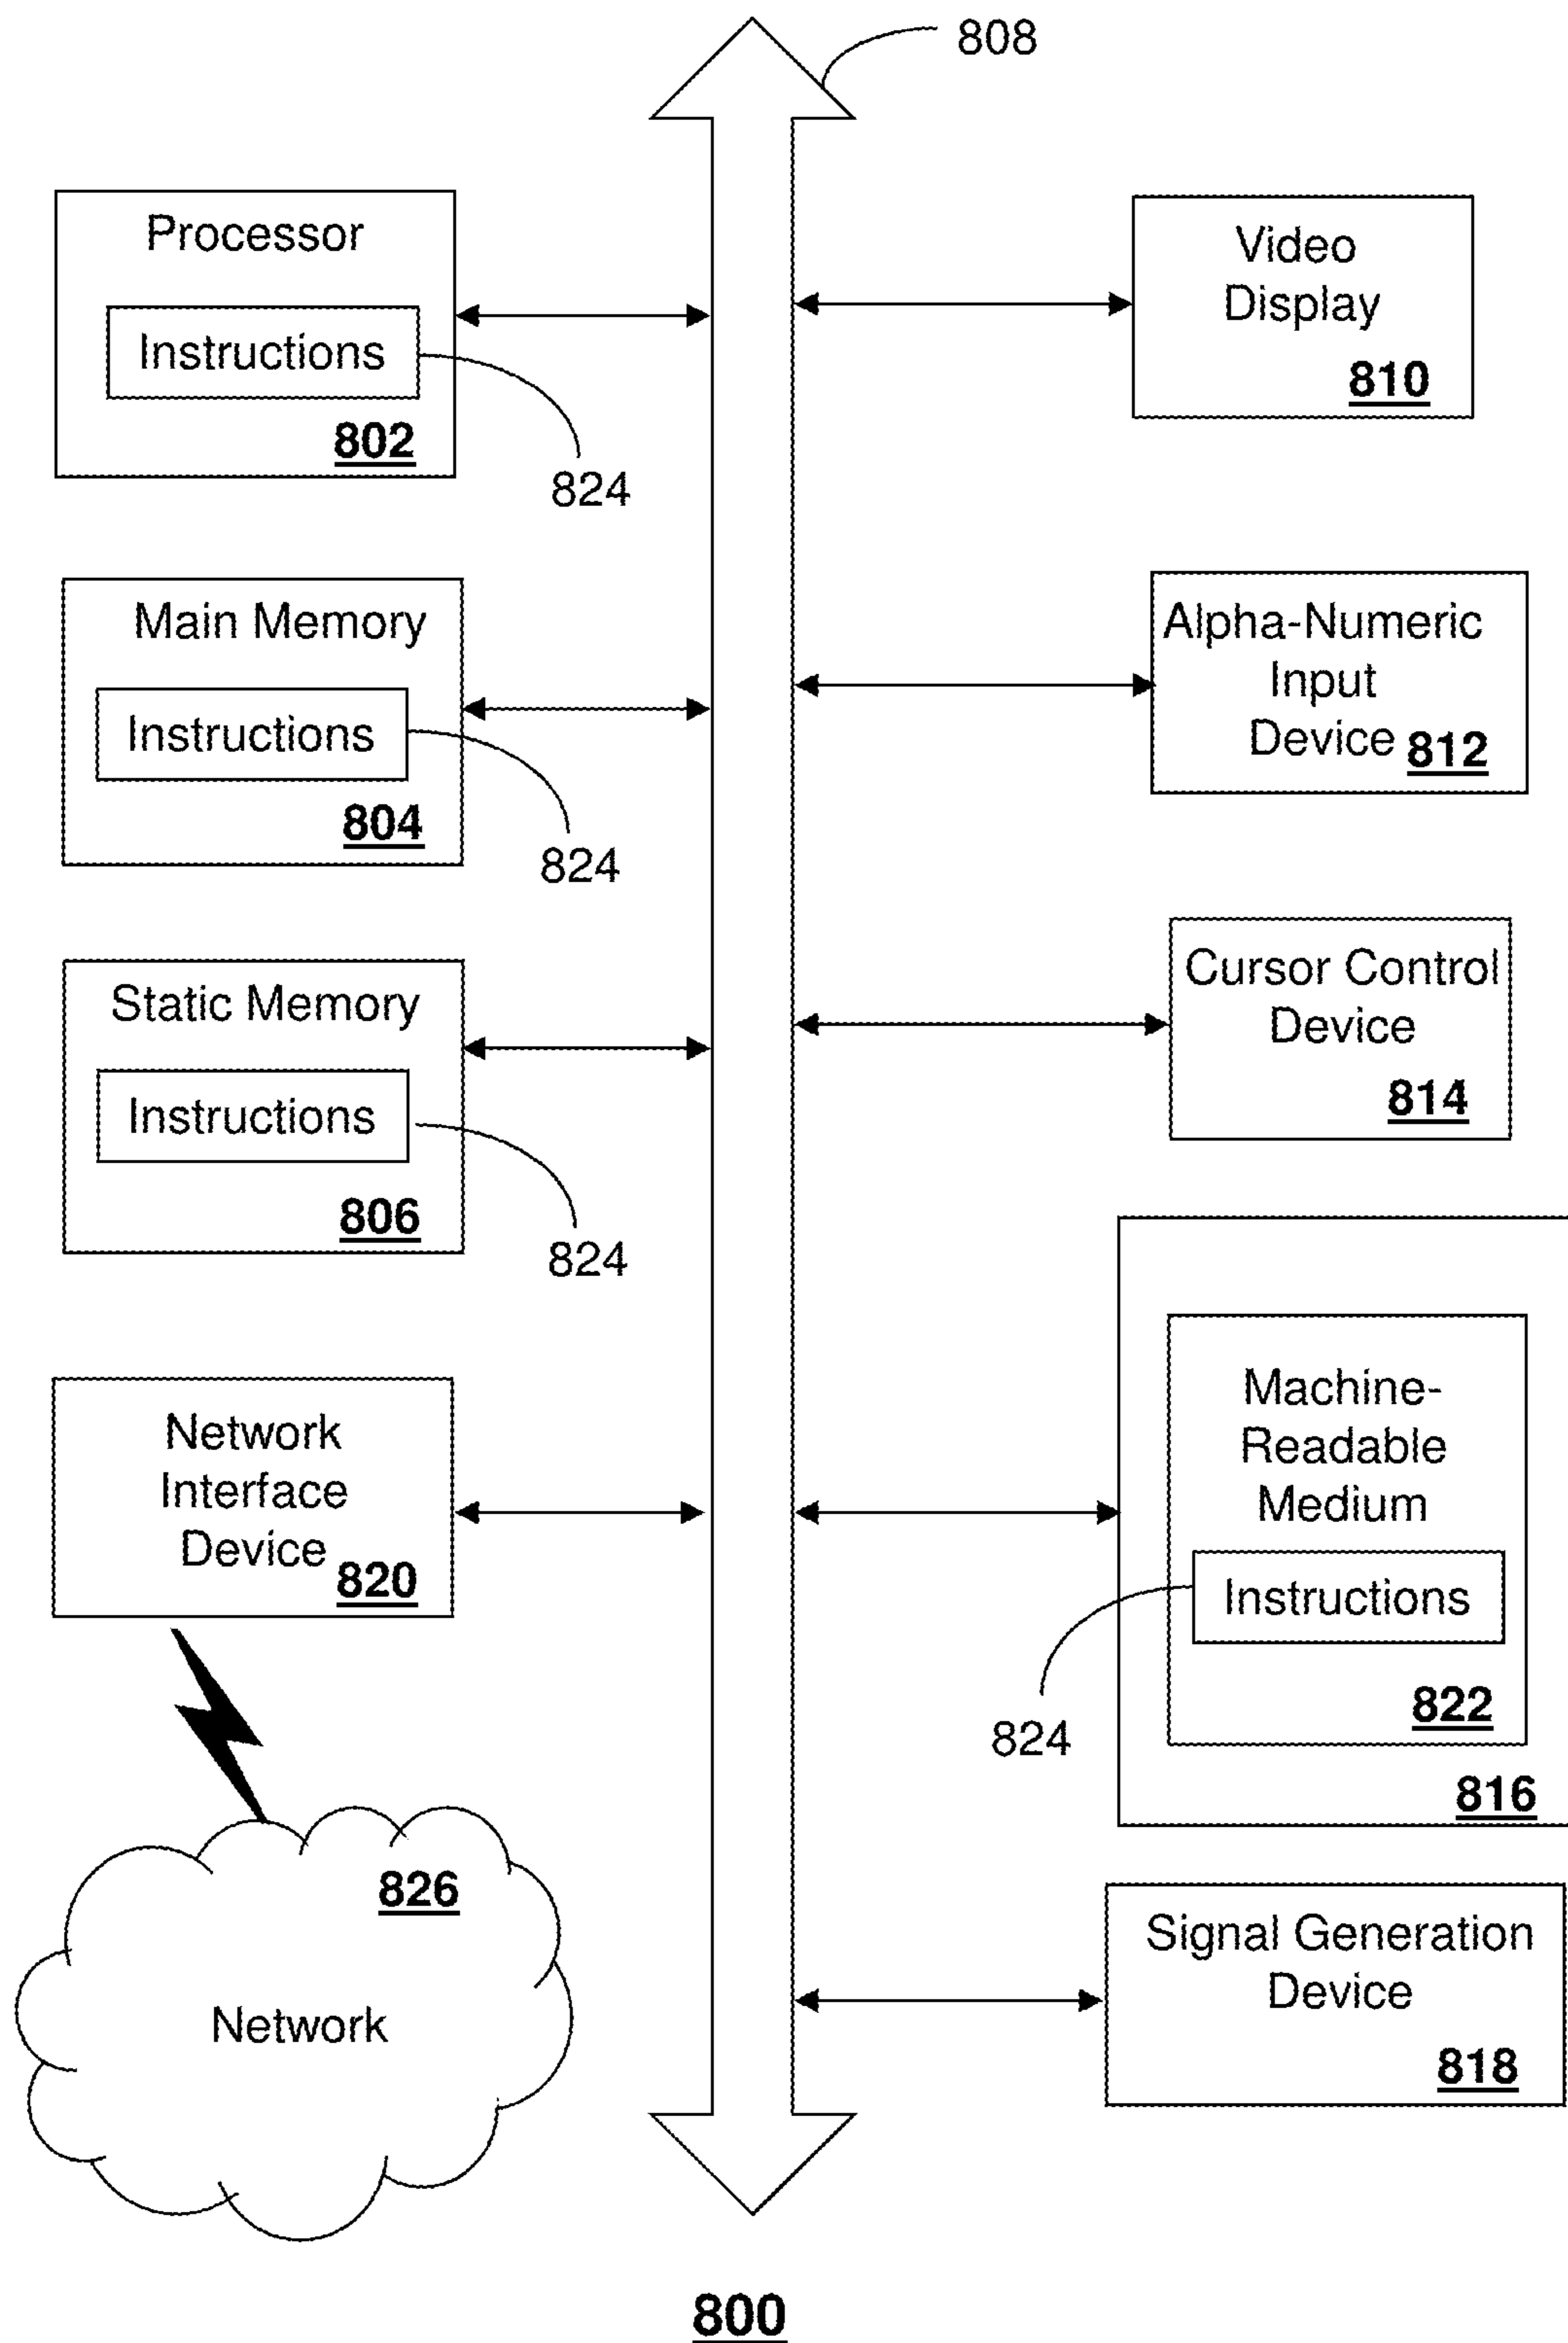 808
Processor
Instructions
802
824
Main Memory
Instructions
804
824
Static Memory
Instructions
806
824
Network
Interface
Device
820
826
Network
Video
Display
810
Alpha-Numeric
Input
Device 812
Cursor Control
Device
814
Machine-
Readable
Medium
Instructions
822
824
816
Signal Generation
Device
818
800